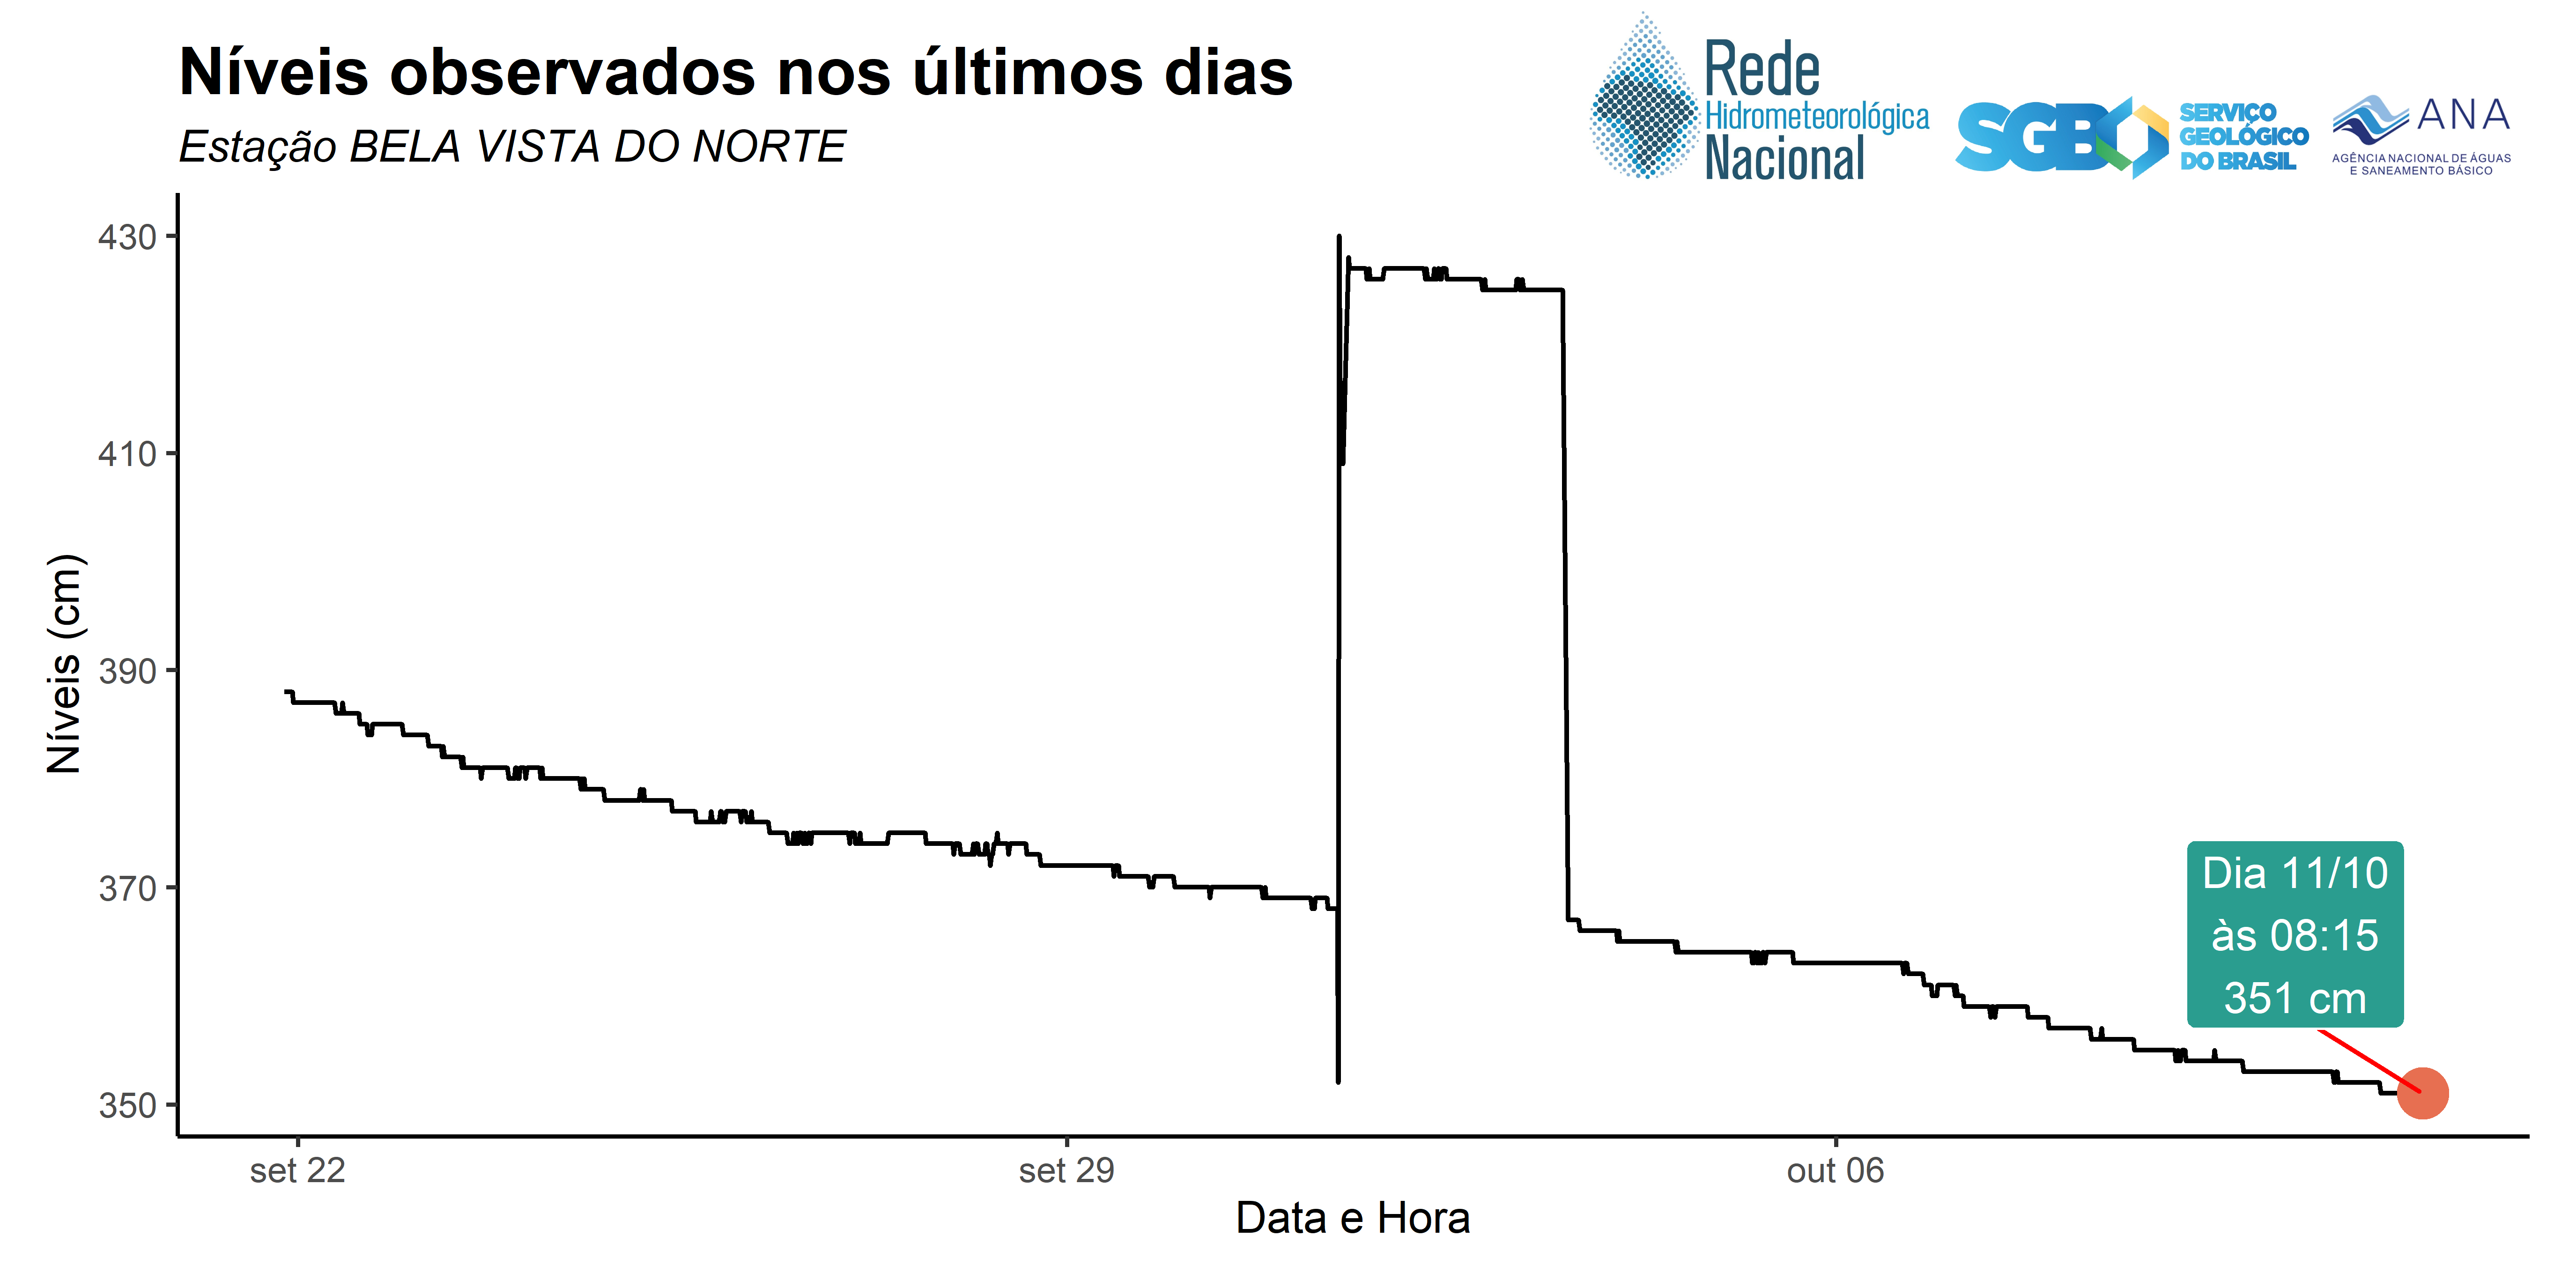 Níveis observados nos últimos dias
Estação BELA VISTA DO NORTE
Rede
Hidrometeorológica
Nacional
SGB
SERVIÇO
GEOLÓGICO
DO BRASIL
ANA
AGÊNCIA NACIONAL DE ÁGUAS
E SANEAMENTO BÁSICO
Níveis (cm)
430
410
390
370
350
Dia 11/10
às 08:15
351 cm
set 22
set 29
out 06
Data e Hora